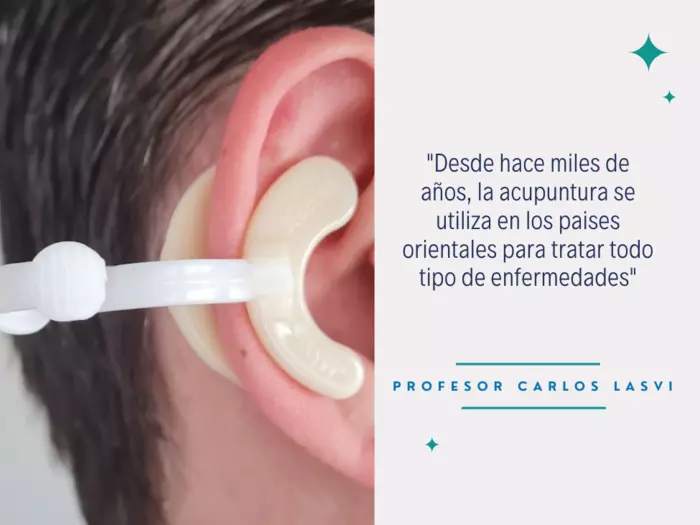 "Desde hace miles de
años, la acupuntura se
utiliza en los paises
orientales para tratar todo
tipo de enfermedades"
PROFESOR CARLOS LASVI